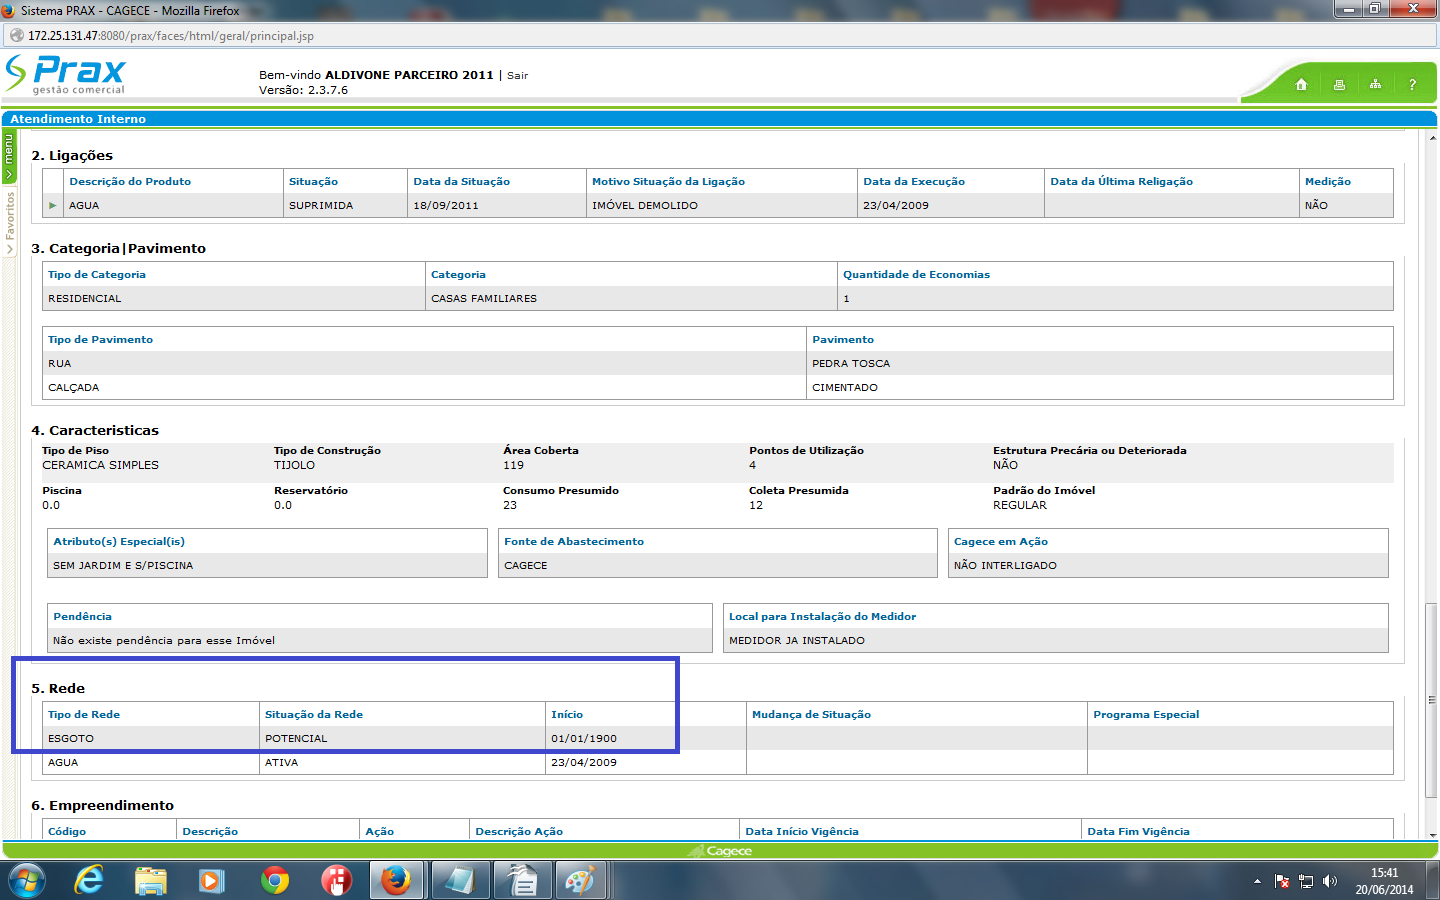 Sistema PRAX - CAGECE - Mozilla Firefox
172.25.131.47:8080/prax/faces/html/geral/principal.jsp
Prax
gestão comercial
Bem-vindo ALDIVONE PARCEIRO 2011 | Sair
Versão: 2.3.7.6
?
Atendimento Interno
menu
Favoritos
2. Ligações
Descrição do Produto Situação Data da Situação Motivo Situação da Ligação Data da Execução Data da Última Religação Medição
AGUA SUPRIMIDA 18/09/2011 IMÓVEL DEMOLIDO 23/04/2009 NÃO
3. Categoria|Pavimento
Tipo de Categoria Categoria Quantidade de Economias
RESIDENCIAL CASAS FAMILIARES 1
Tipo de Pavimento Pavimento
RUA PEDRA TOSCA
CALÇADA CIMENTADO
4. Caracteristicas
Tipo de Piso Tipo de Construção Área Coberta Pontos de Utilização Estrutura Precária ou Deteriorada
CERAMICA SIMPLES TIJOLO 119 4 NÃO
Piscina Reservatório Consumo Presumido Coleta Presumida Padrão do Imóvel
0.0 0.0 23 12 REGULAR
Atributo(s) Especial(is) Fonte de Abastecimento Cagece em Ação
SEM JARDIM E S/PISCINA CAGECE NÃO INTERLIGADO
Pendência Local para Instalação do Medidor
Não existe pendência para esse Imóvel MEDIDOR JA INSTALADO
5. Rede
Tipo de Rede Situação da Rede Início Mudança de Situação Programa Especial
ESGOTO POTENCIAL 01/01/1900
AGUA ATIVA 23/04/2009
6. Empreendimento
Código Descrição Ação Descrição Ação Data Início Vigência Data Fim Vigência
Cagece
15:41
20/06/2014